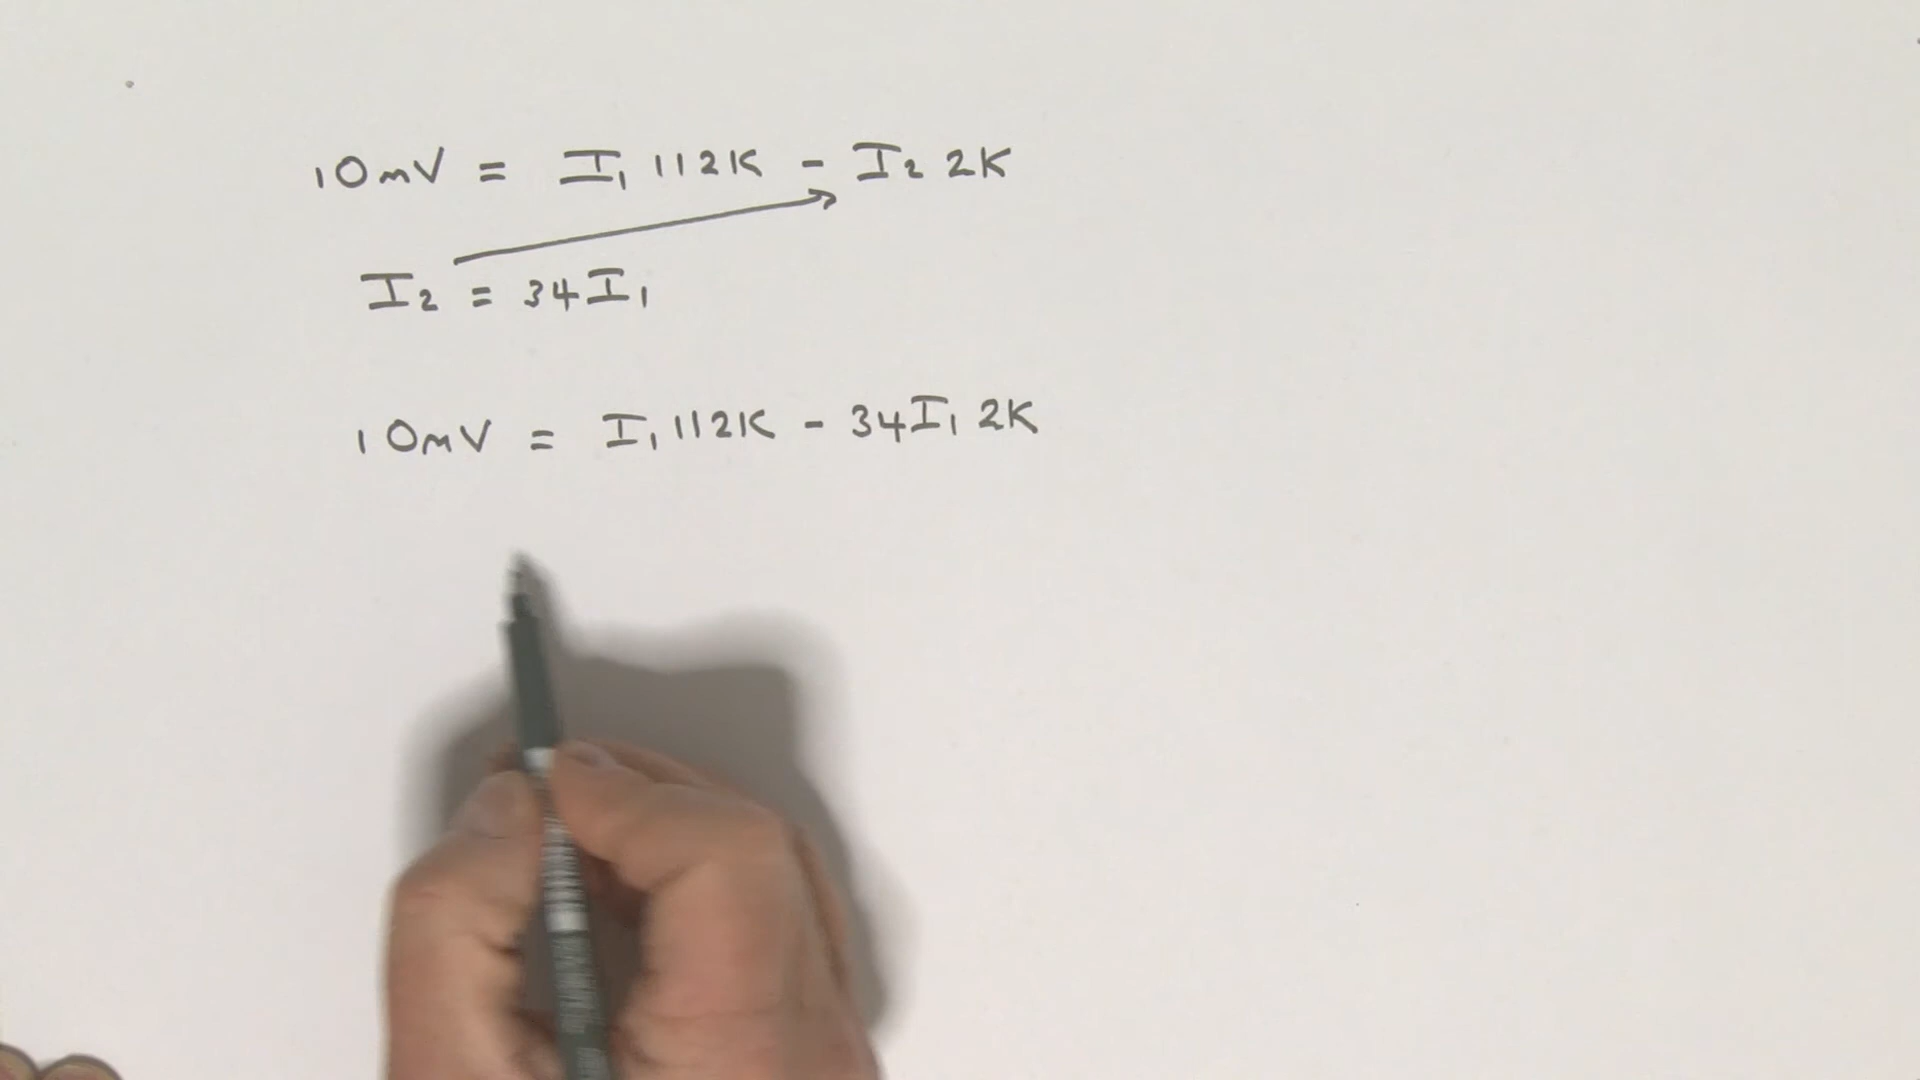 10mV = I₁ 112K - I₂ 2K
I₂ = 34I₁
10mV = I₁ 112K - 34I₁ 2K